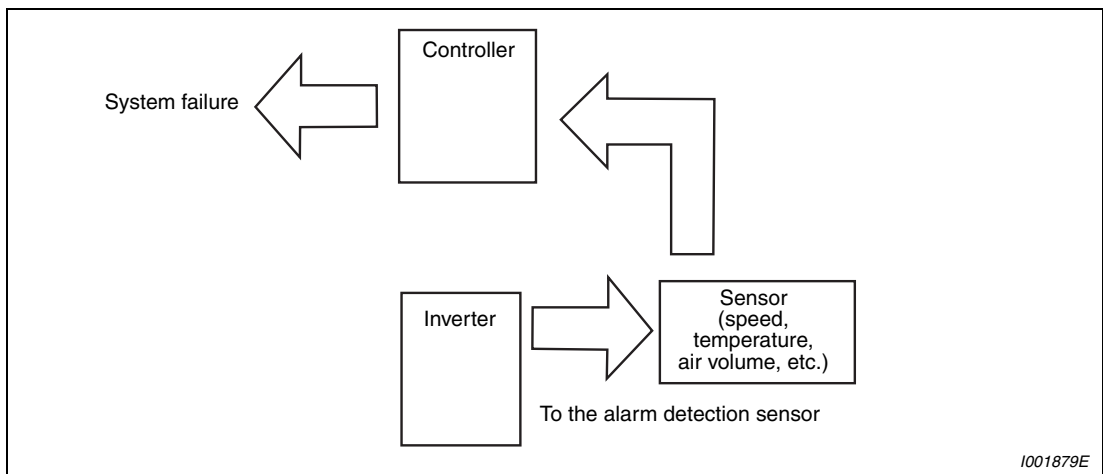 Controller
System failure
Inverter
Sensor
(speed,
temperature,
air volume, etc.)
To the alarm detection sensor
I001879E